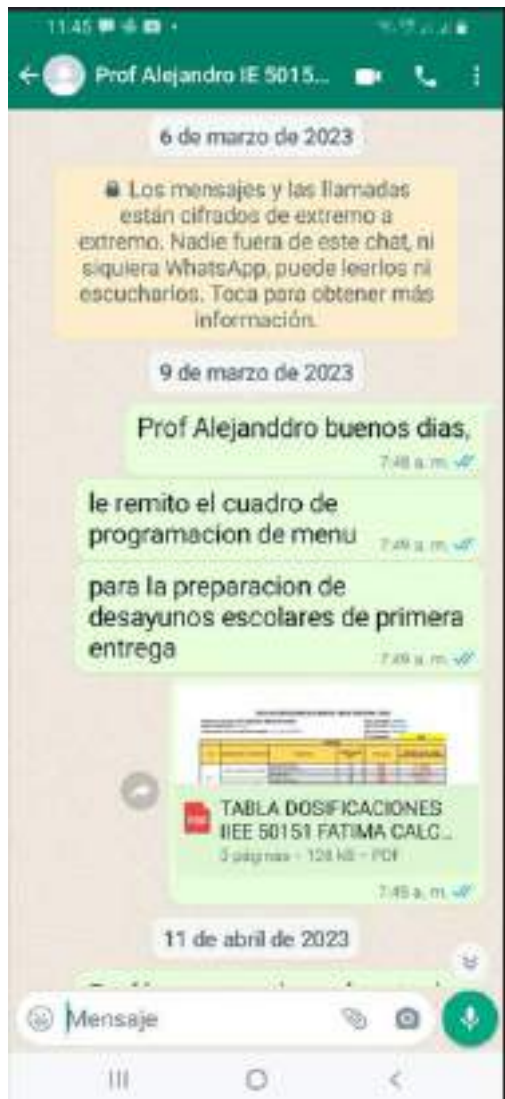 11:45
Prof Alejandro IE 5015...
6 de marzo de 2023
Los mensajes y las llamadas
están cifrados de extremo a
extremo. Nadie fuera de este chat, ni
siquiera WhatsApp, puede leerlos ni
escucharlos. Toca para obtener más
información.
9 de marzo de 2023
Prof Alejanddro buenos dias,
7:48 a. m.
le remito el cuadro de
programacion de menu
7:49 a. m.
para la preparacion de
desayunos escolares de primera
entrega
7:49 a. m.
TABLA DOSIFICACIONES
IIEE 50151 FATIMA CALC...
3 páginas - 124 kB - PDF
7:49 a. m.
11 de abril de 2023
Mensaje